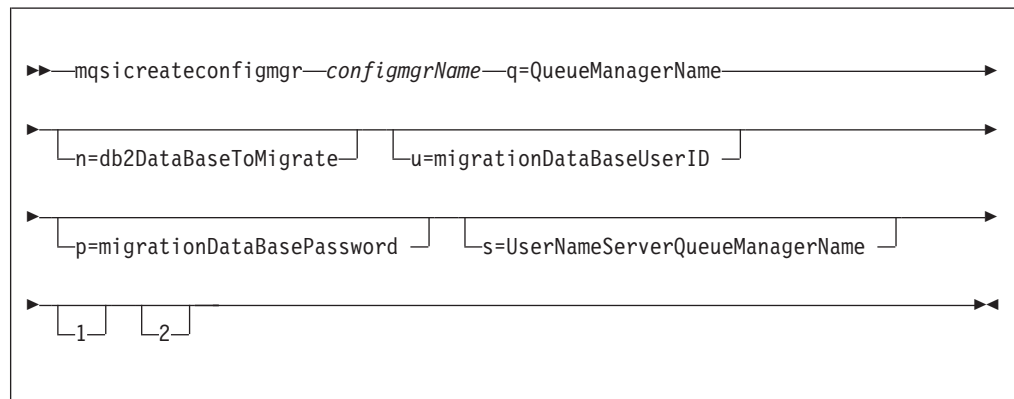 mqsicreateconfigmgr configmgrName q=QueueManagerName
n=db2DataBaseToMigrate u=migrationDataBaseUserID
p=migrationDataBasePassword s=UserNameServerQueueManagerName
1 2